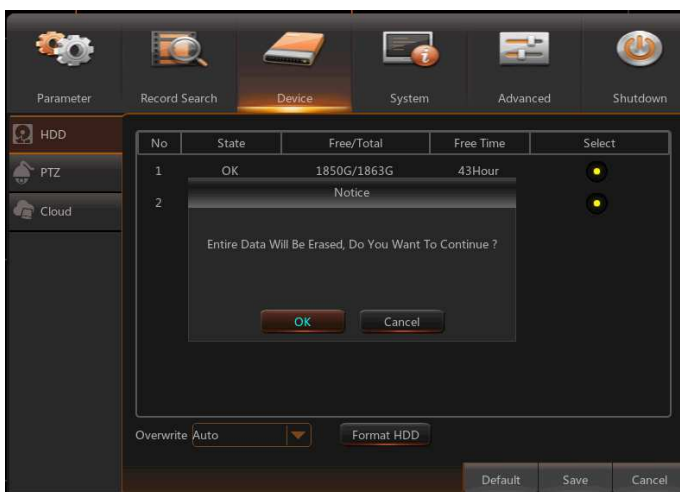 Parameter Record Search Device System Advanced Shutdown
HDD
PTZ
Cloud
No State Free/Total Free Time Select
1 OK 1850G/1863G 43Hour
2
Notice
Entire Data Will Be Erased, Do You Want To Continue ?
OK Cancel
Overwrite Auto Format HDD
Default Save Cancel